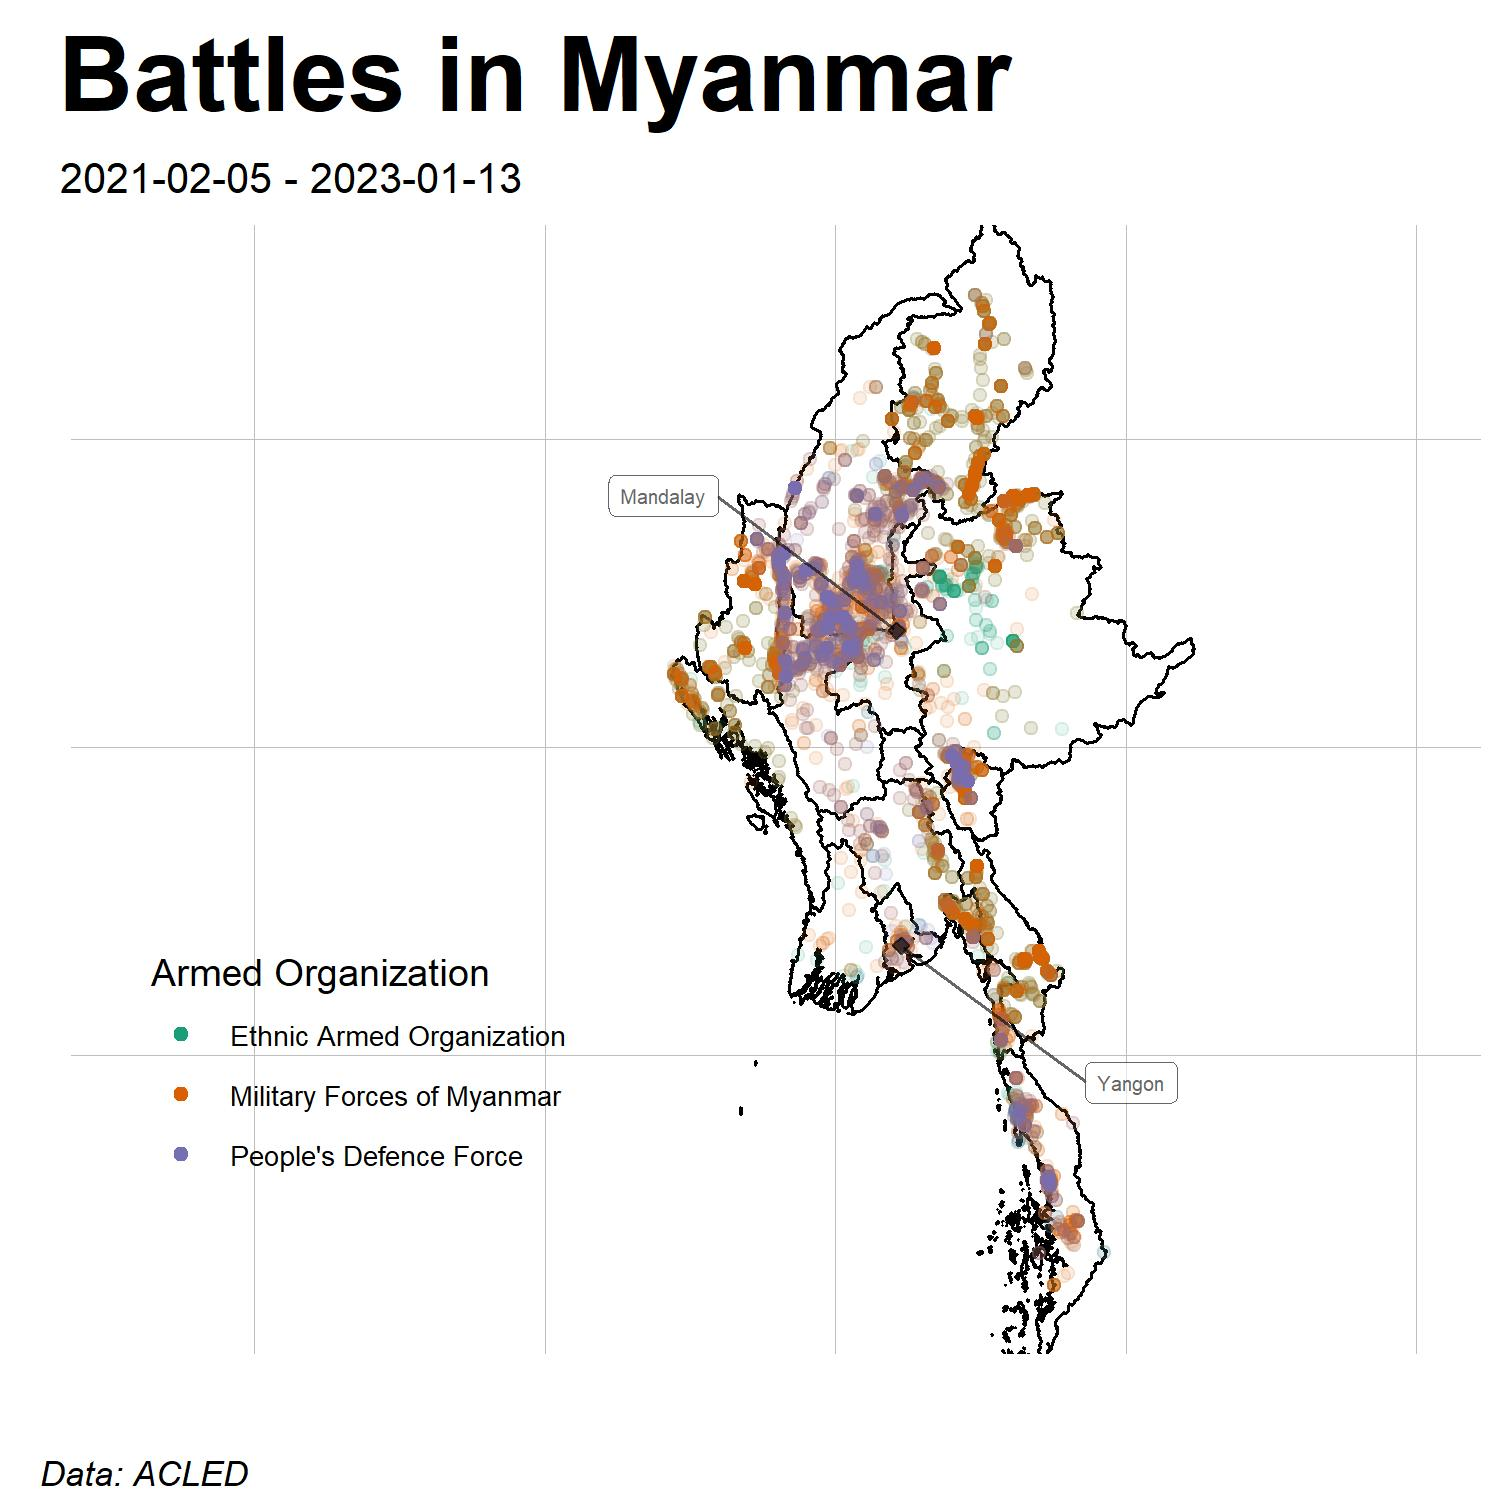 Battles in Myanmar
2021-02-05 - 2023-01-13
Mandalay
Armed Organization
Ethnic Armed Organization
Military Forces of Myanmar
People's Defence Force
Yangon
Data: ACLED